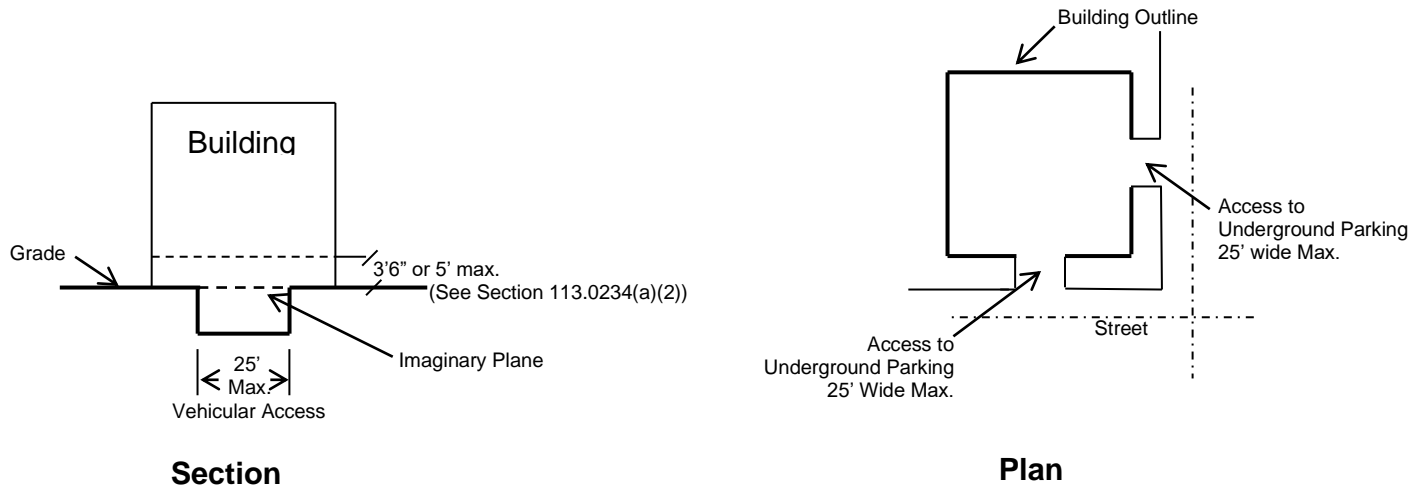 Building
Grade
3’6” or 5’ max.
(See Section 113.0234(a)(2))
Imaginary Plane
25’
Max.
Vehicular Access
Section
Building Outline
Access to
Underground Parking
25’ wide Max.
Street
Access to
Underground Parking
25’ Wide Max.
Plan